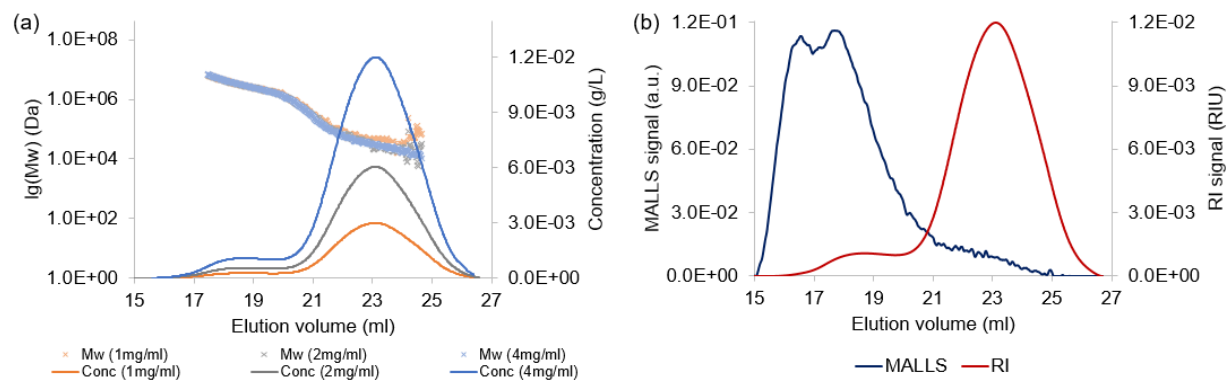 (a)
1.0E+08
1.0E+06
1.0E+04
1.0E+02
1.0E+00
lg(Mw) (Da)
1.2E-02
9.0E-03
6.0E-03
3.0E-03
0.0E+00
Concentration (g/L)
15 17 19 21 23 25 27
Elution volume (ml)
Mw (1mg/ml) Mw (2mg/ml) Mw (4mg/ml)
Conc (1mg/ml) Conc (2mg/ml) Conc (4mg/ml)
(b)
1.2E-01
9.0E-02
6.0E-02
3.0E-02
0.0E+00
MALLS signal (a.u.)
1.2E-02
9.0E-03
6.0E-03
3.0E-03
0.0E+00
RI signal (RIU)
15 17 19 21 23 25 27
Elution volume (ml)
MALLS RI